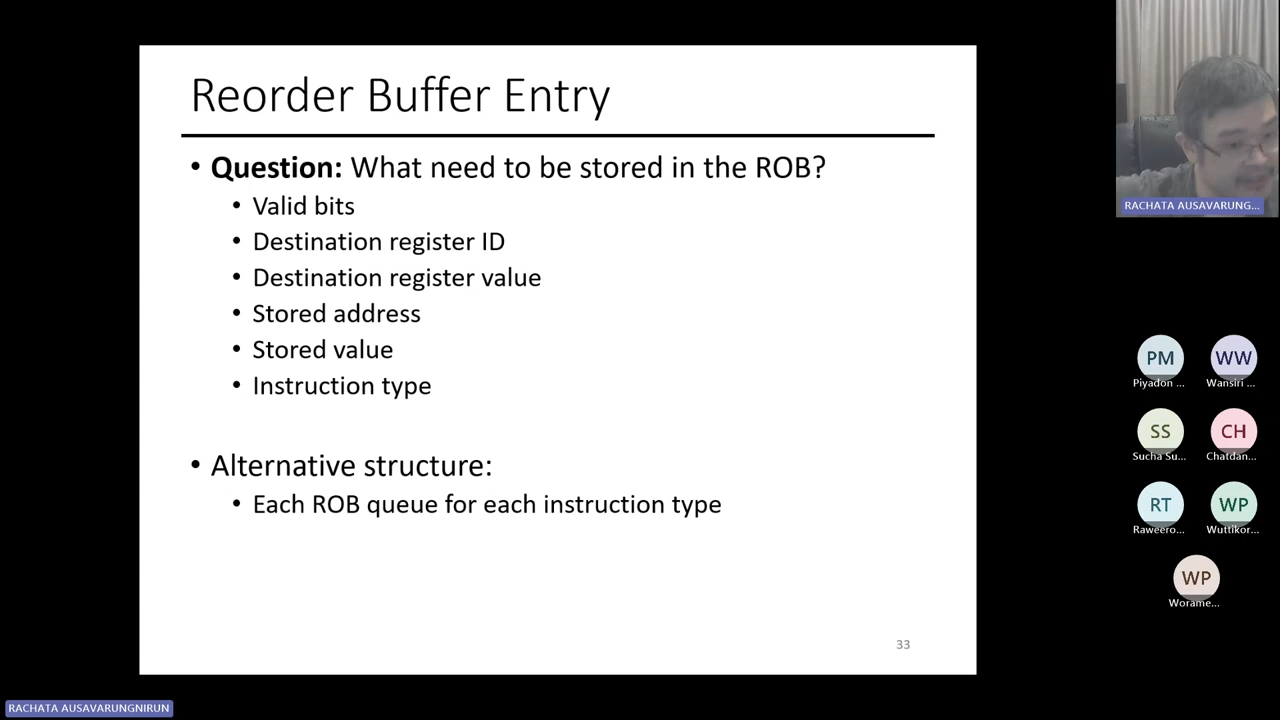 Reorder Buffer Entry
• Question: What need to be stored in the ROB?
• Valid bits
• Destination register ID
• Destination register value
• Stored address
• Stored value
• Instruction type
• Alternative structure:
• Each ROB queue for each instruction type
33
RACHATA AUSAVARUNG...
PM
Piyadon ...
WW
Wansiri ...
SS
Sucha Su...
CH
Chatdan...
RT
Raweero...
WP
Wuttikor...
WP
Worame...
RACHATA AUSAVARUNGNIRUN